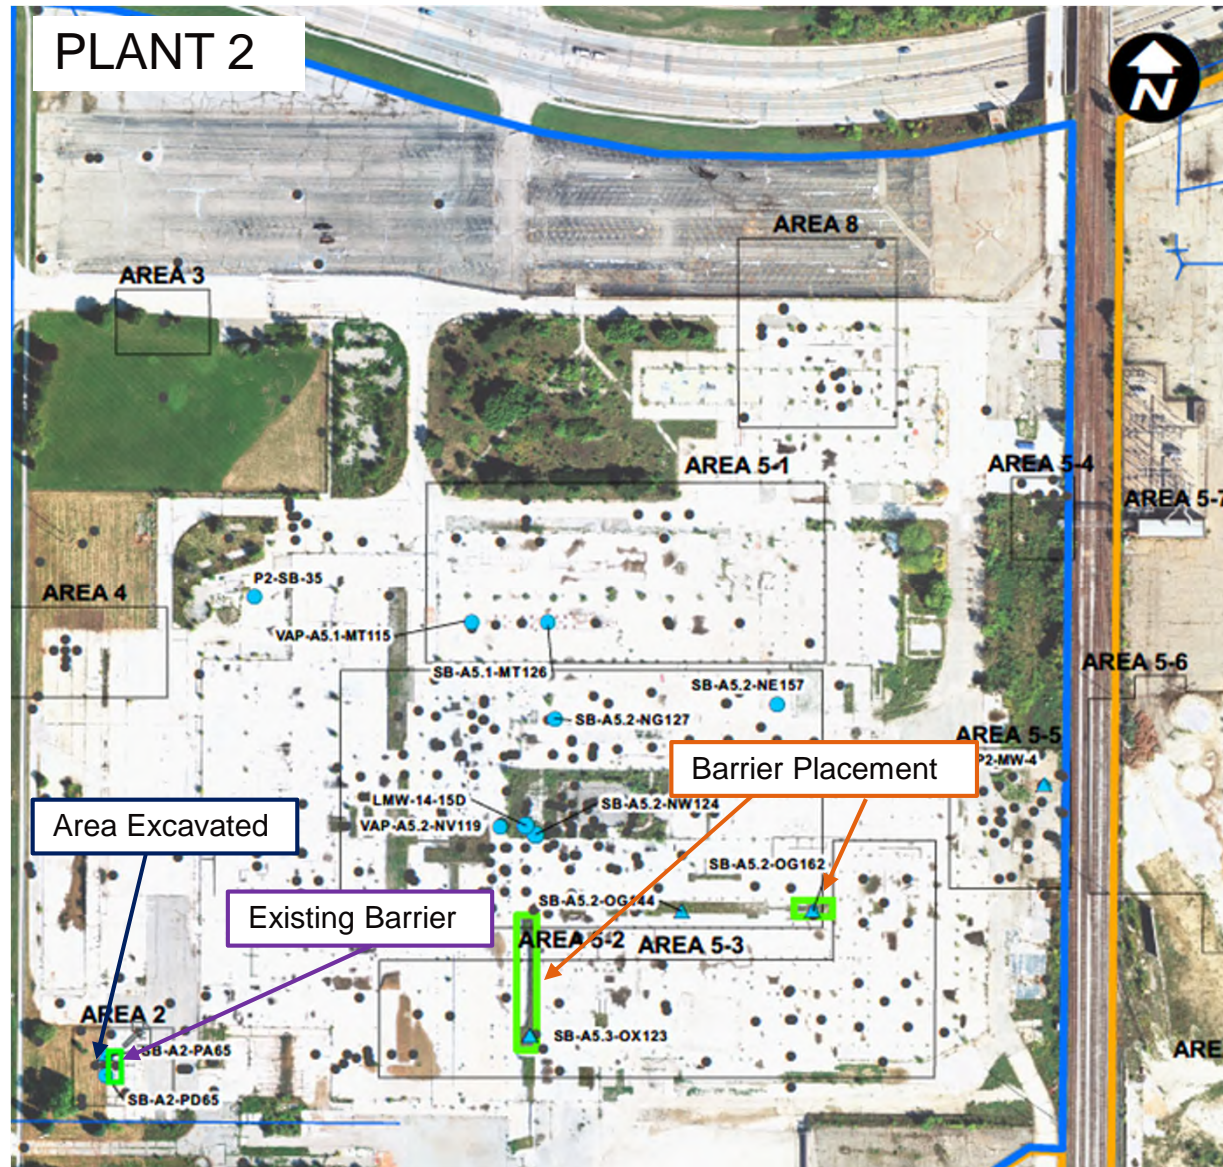 PLANT 2
N
AREA 8
AREA 3
AREA 5-1
AREA 5-4
AREA 5-7
P2-SB-35
AREA 4
VAP-A5.1-MT115
SB-A5.1-MT126
AREA 5-6
SB-A5.2-NE157
SB-A5.2-NG127
AREA 5-5
P2-MW-4
Barrier Placement
LMW-14-15D
SB-A5.2-NW124
VAP-A5.2-NV119
Area Excavated
SB-A5.2-OG162
SB-A5.2-OG144
Existing Barrier
AREA 5-2
AREA 5-3
AREA 2
SB-A5.3-OX123
SB-A2-PA65
ARE
SB-A2-PD65